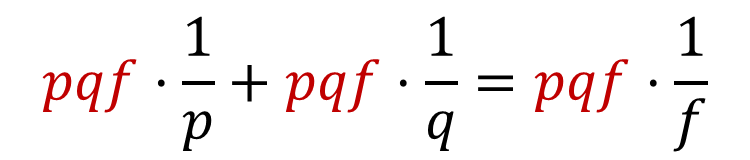 pqf · 1/p + pqf · 1/q = pqf · 1/f